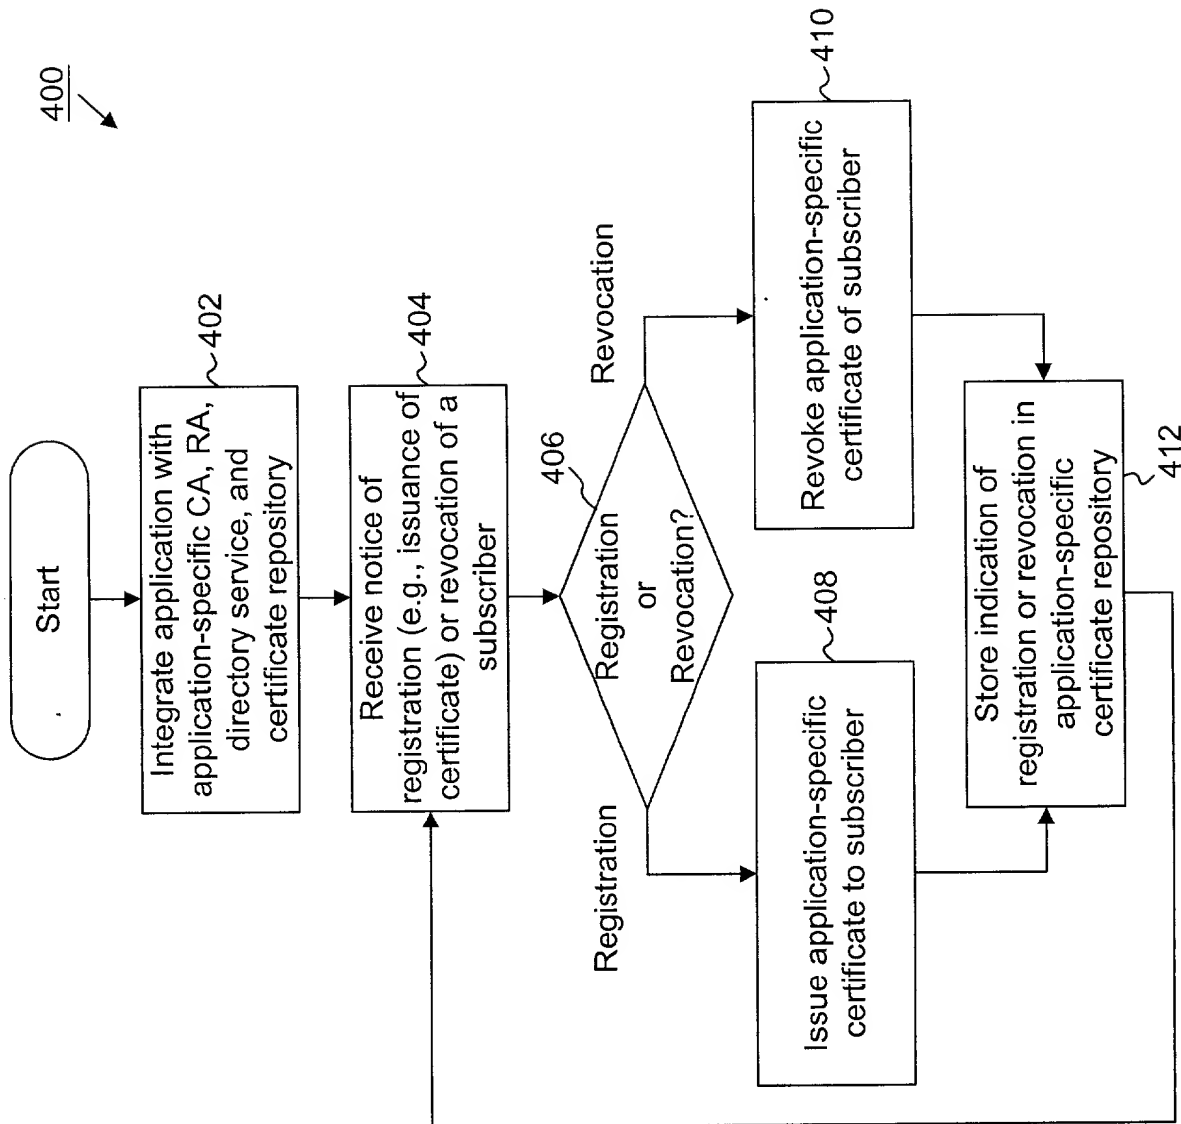 400
Start
Integrate application with
application-specific CA, RA,
directory service, and
certificate repository
402
Receive notice of
registration (e.g., issuance of
certificate) or revocation of a
subscriber
404
406
Registration
or
Revocation?
Registration
Revocation
408
Issue application-specific
certificate to subscriber
410
Revoke application-specific
certificate of subscriber
Store indication of
registration or revocation in
application-specific
certificate repository
412